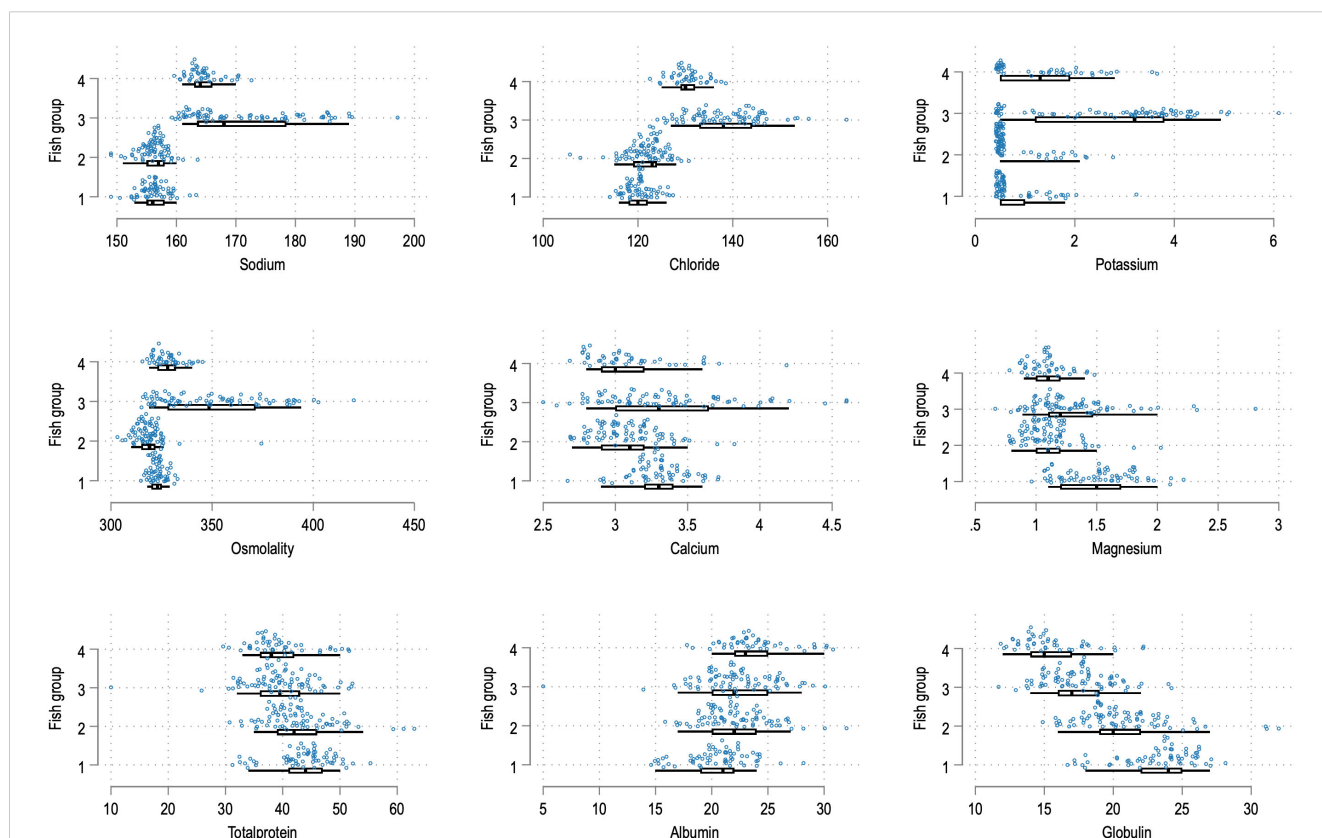 Fish group
4
3
2
1
150 160 170 180 190 200
Sodium
Fish group
4
3
2
1
100 120 140 160
Chloride
Fish group
4
3
2
1
0 2 4 6
Potassium
Fish group
4
3
2
1
300 350 400 450
Osmolality
Fish group
4
3
2
1
2.5 3 3.5 4 4.5
Calcium
Fish group
4
3
2
1
.5 1 1.5 2 2.5 3
Magnesium
Fish group
4
3
2
1
10 20 30 40 50 60
Totalprotein
Fish group
4
3
2
1
5 10 15 20 25 30
Albumin
Fish group
4
3
2
1
10 15 20 25 30
Globulin